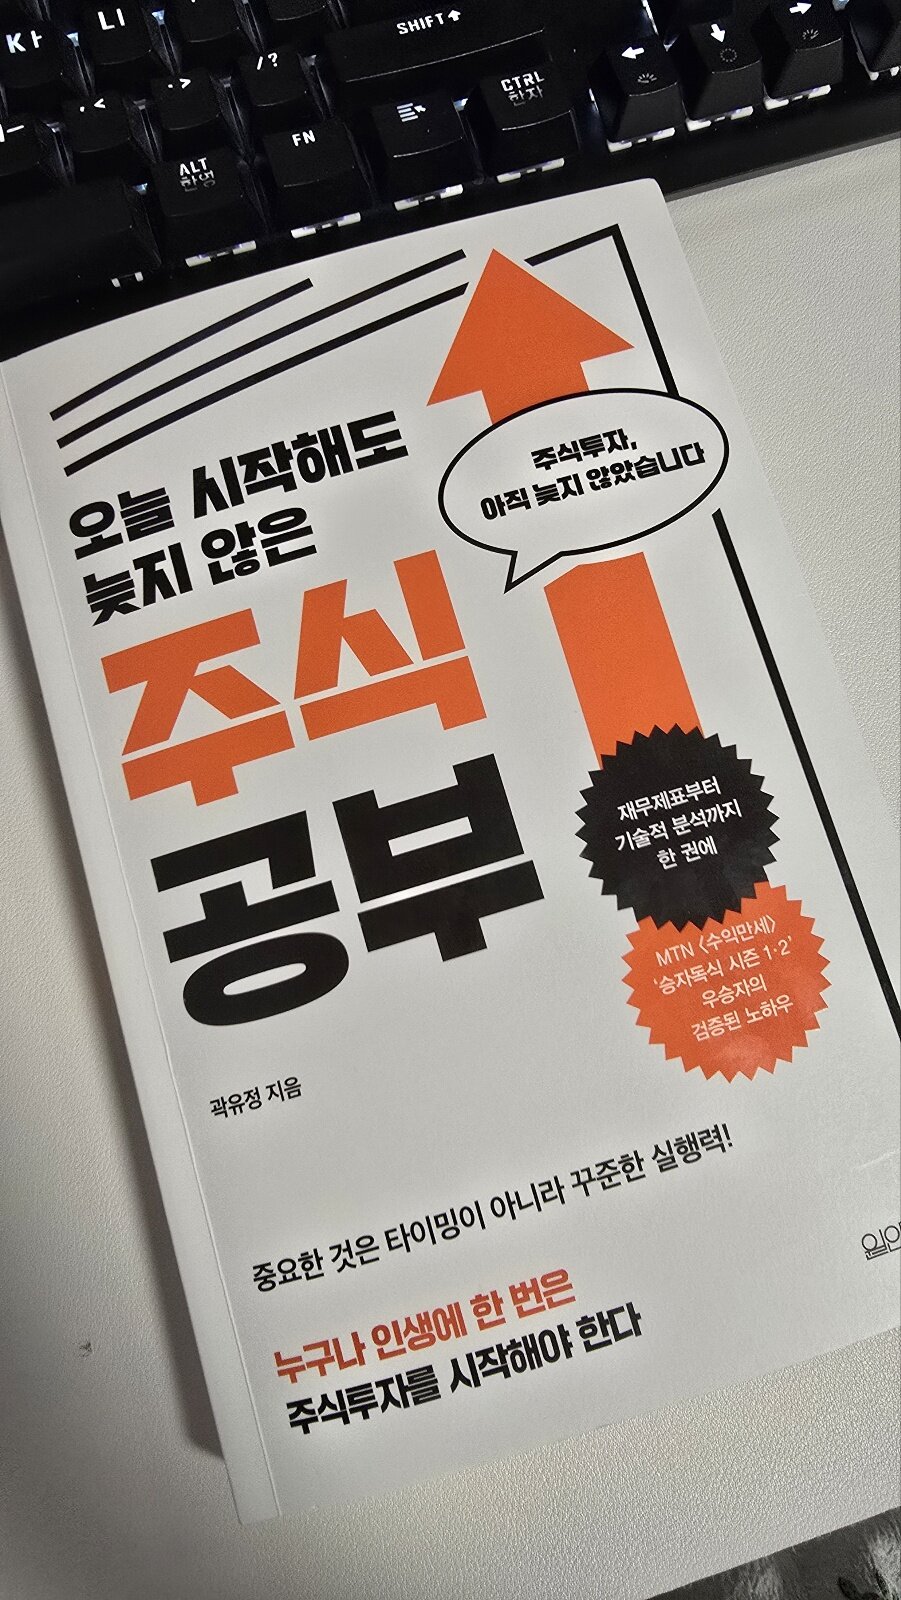 SHIFT
/ ?
. >
, <
CTRL
한자
FN
ALT
한영
오늘 시작해도
늦지 않은
주식
공부
주식투자,
아직 늦지 않았습니다
재무제표부터
기술적 분석까지
한 권에
MTN <수익만세>
'승자독식 시즌 1·2'
우승자의
검증된 노하우
곽유정 지음
중요한 것은 타이밍이 아니라 꾸준한 실행력!
누구나 인생에 한 번은
주식투자를 시작해야 한다